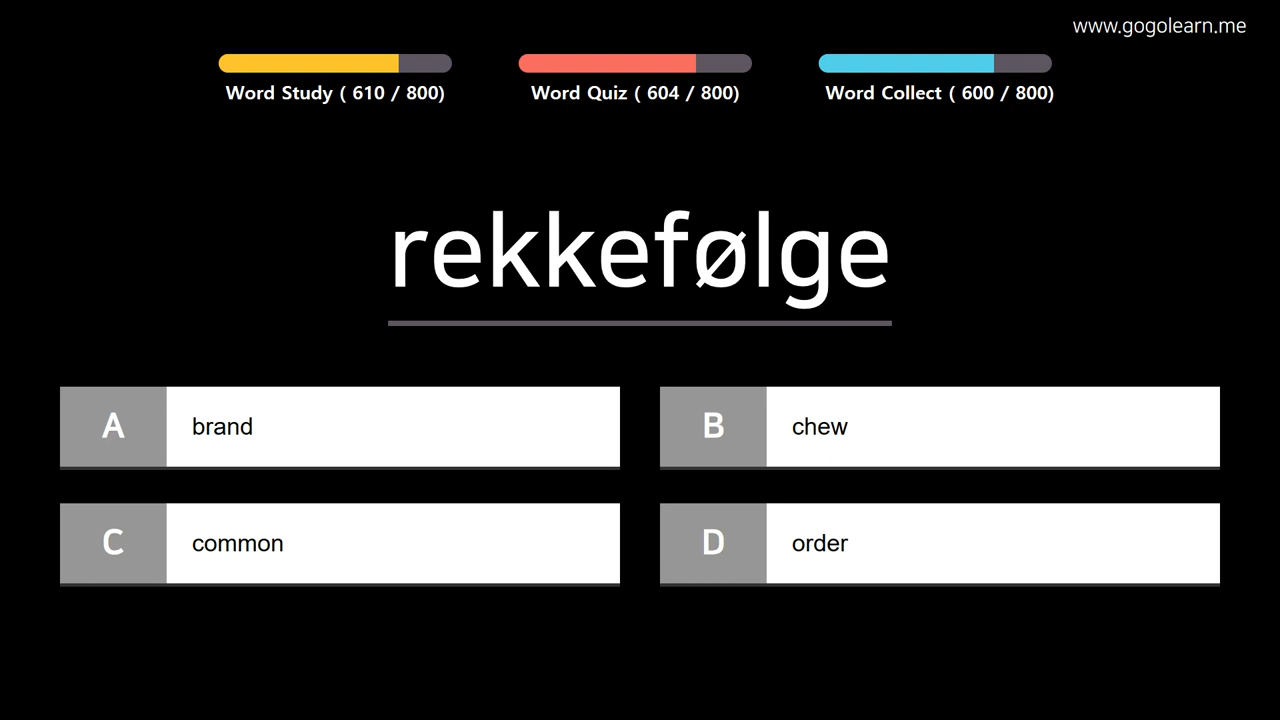 www.gogolearn.me
Word Study ( 610 / 800)
Word Quiz ( 604 / 800)
Word Collect ( 600 / 800)
rekkefølge
A brand
B chew
C common
D order